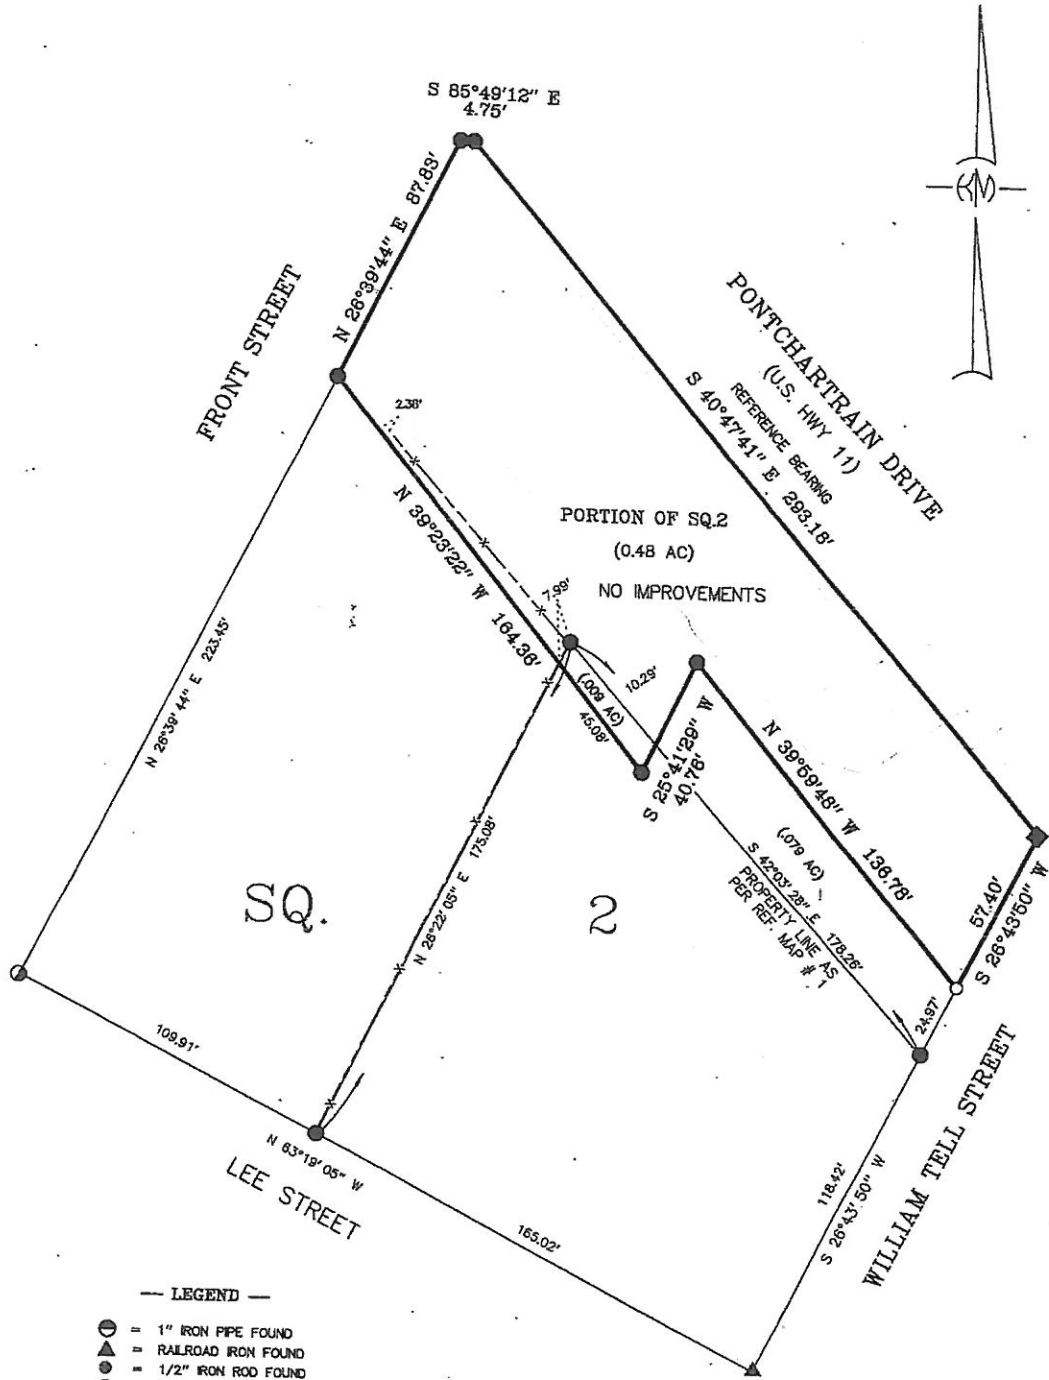 S 85°49'12" E
4.75'
N 26°39'44" E 87.83'
FRONT STREET
PONTCHARTRAIN DRIVE
(U.S. HWY 11)
REFERENCE BEARING
S 40°47'41" E 293.18'
2.38'
N 39°23'22" W 164.36'
PORTION OF SQ.2
(0.48 AC)
NO IMPROVEMENTS
7.99'
10.29'
(.009 AC)
45.08'
S 25°41'29" W
40.76'
N 39°59'48" W 136.78'
(.079 AC)
S 42°03'28" E 178.26'
PROPERTY LINE AS
PER REF. MAP # 1
57.40'
S 26°43'50" W
24.97'
N 26°39'44" E 223.45'
N 26°22'05" E 175.08'
SQ. 2
109.91'
N 63°19'05" W
LEE STREET
165.02'
118.42'
S 26°43'50" W
WILLIAM TELL STREET
— LEGEND —
= 1" IRON PIPE FOUND
= RAILROAD IRON FOUND
= 1/2" IRON ROD FOUND